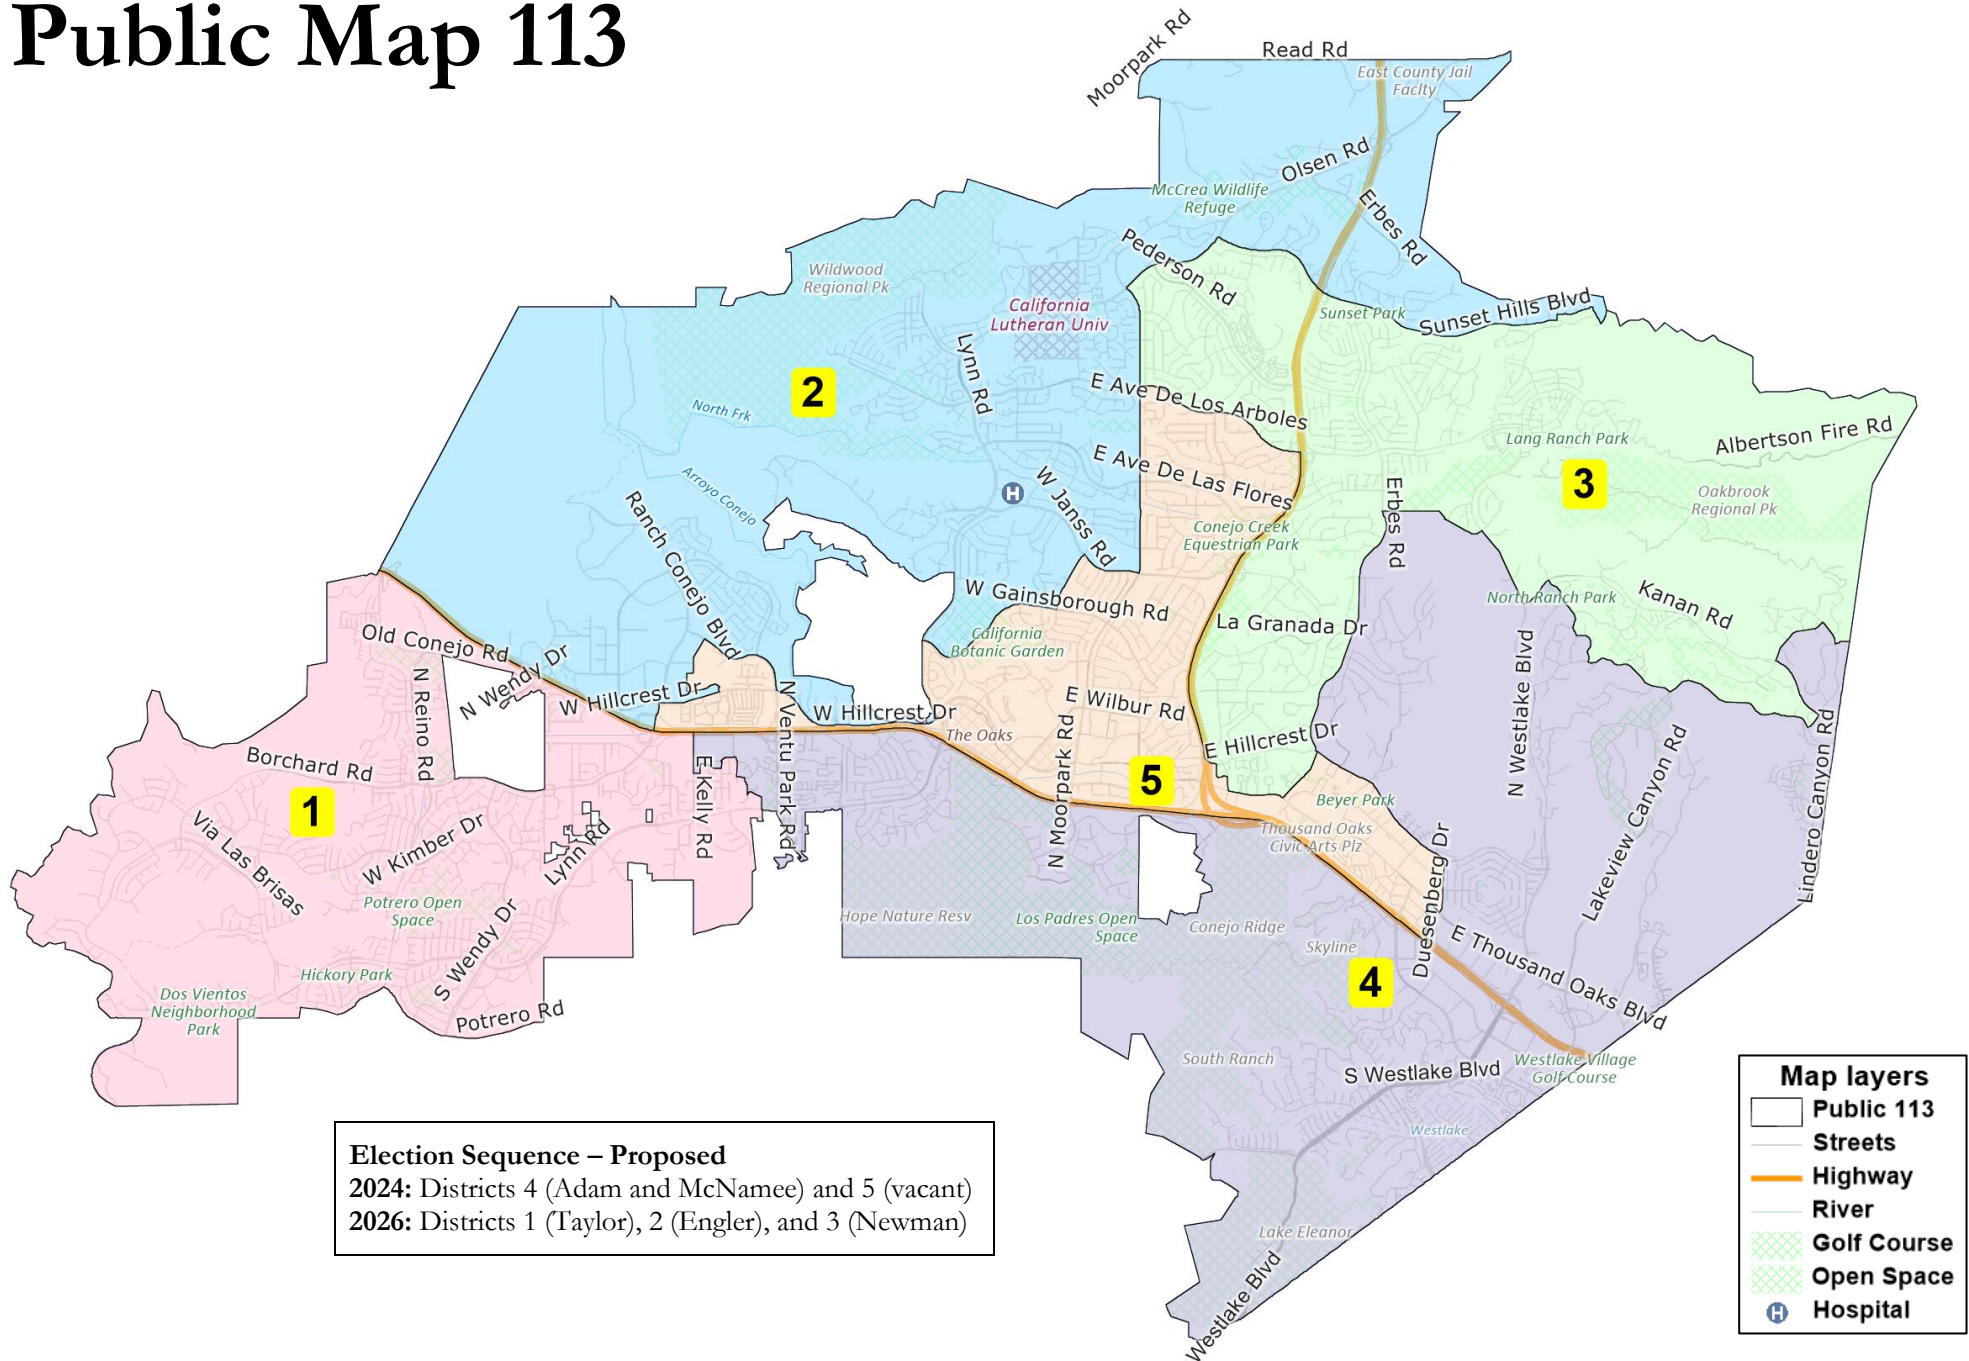 Public Map 113
Moorpark Rd
Read Rd
East County Jail
Faclty
Olsen Rd
McCrea Wildlife
Refuge
Erbes Rd
Pederson Rd
Wildwood
Regional Pk
California
Lutheran Univ
Sunset Park
Sunset Hills Blvd
Lynn Rd
2
E Ave De Los Arboles
North Frk
Lang Ranch Park
Albertson Fire Rd
E Ave De Las Flores
3
Arroyo Conejo
H
W Janss Rd
Erbes Rd
Oakbrook
Regional Pk
Ranch Conejo Blvd
Conejo Creek
Equestrian Park
W Gainsborough Rd
North Ranch Park
Kanan Rd
La Granada Dr
Old Conejo Rd
California
Botanic Garden
N Wendy Dr
N Reino Rd
W Hillcrest Dr
N Ventu Park Rd
W Hillcrest Dr
E Wilbur Rd
N Westlake Blvd
The Oaks
N Moorpark Rd
E Hillcrest Dr
Lakeview Canyon Rd
Lindero Canyon Rd
Borchard Rd
E Kelly Rd
5
Beyer Park
1
Via Las Brisas
W Kimber Dr
Lynn Rd
Thousand Oaks
Civic Arts Plz
Duesenberg Dr
Potrero Open
Space
Hope Nature Resv
Los Padres Open
Space
Conejo Ridge
Skyline
E Thousand Oaks Blvd
S Wendy Dr
Hickory Park
4
Dos Vientos
Neighborhood
Park
Potrero Rd
South Ranch
S Westlake Blvd
Westlake Village
Golf Course
Westlake
Lake Eleanor
Westlake Blvd
Election Sequence – Proposed
2024: Districts 4 (Adam and McNamee) and 5 (vacant)
2026: Districts 1 (Taylor), 2 (Engler), and 3 (Newman)
Map layers
Public 113
Streets
Highway
River
Golf Course
Open Space
H Hospital